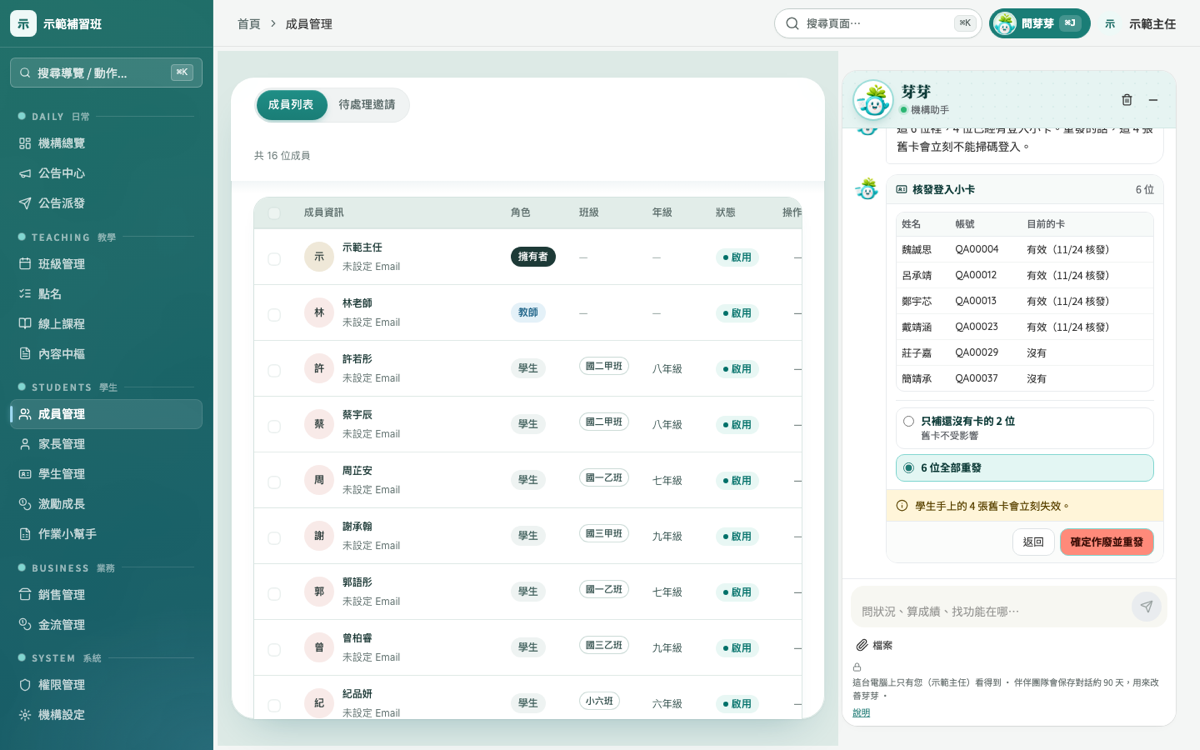 示 示範補習班
搜尋導覽 / 動作... ⌘K
DAILY 日常
機構總覽
公告中心
公告派發
TEACHING 教學
班級管理
點名
線上課程
內容中樞
STUDENTS 學生
成員管理
家長管理
學生管理
激勵成長
作業小幫手
BUSINESS 業務
銷售管理
金流管理
SYSTEM 系統
權限管理
機構設定
首頁 > 成員管理
搜尋頁面… ⌘K
問芽芽 ⌘J
示 示範主任
成員列表 待處理邀請
共 16 位成員
成員資訊 角色 班級 年級 狀態 操作
示 示範主任 未設定 Email 擁有者 — — 啟用 —
林 林老師 未設定 Email 教師 — — 啟用 —
許 許若彤 未設定 Email 學生 國二甲班 八年級 啟用 —
蔡 蔡宇辰 未設定 Email 學生 國二甲班 八年級 啟用 —
周 周芷安 未設定 Email 學生 國一乙班 七年級 啟用 —
謝 謝承翰 未設定 Email 學生 國三甲班 九年級 啟用 —
郭 郭語彤 未設定 Email 學生 國一乙班 七年級 啟用 —
曾 曾柏睿 未設定 Email 學生 國三乙班 九年級 啟用 —
紀 紀品妍 未設定 Email 學生 小六班 六年級 啟用 —
芽芽
機構助手
這 6 位裡，4 位已經有登入小卡。重發的話，這 4 張
舊卡會立刻不能掃碼登入。
核發登入小卡 6 位
姓名 帳號 目前的卡
魏誠思 QA00004 有效（11/24 核發）
呂承靖 QA00012 有效（11/24 核發）
鄭宇芯 QA00013 有效（11/24 核發）
戴靖涵 QA00023 有效（11/24 核發）
莊子嘉 QA00029 沒有
簡靖承 QA00037 沒有
只補還沒有卡的 2 位
舊卡不受影響
6 位全部重發
學生手上的 4 張舊卡會立刻失效。
返回 確定作廢並重發
問狀況、算成績、找功能在哪…
檔案
這台電腦上只有您（示範主任）看得到 · 伴伴團隊會保存對話約 90 天，用來改
善芽芽 ·
說明